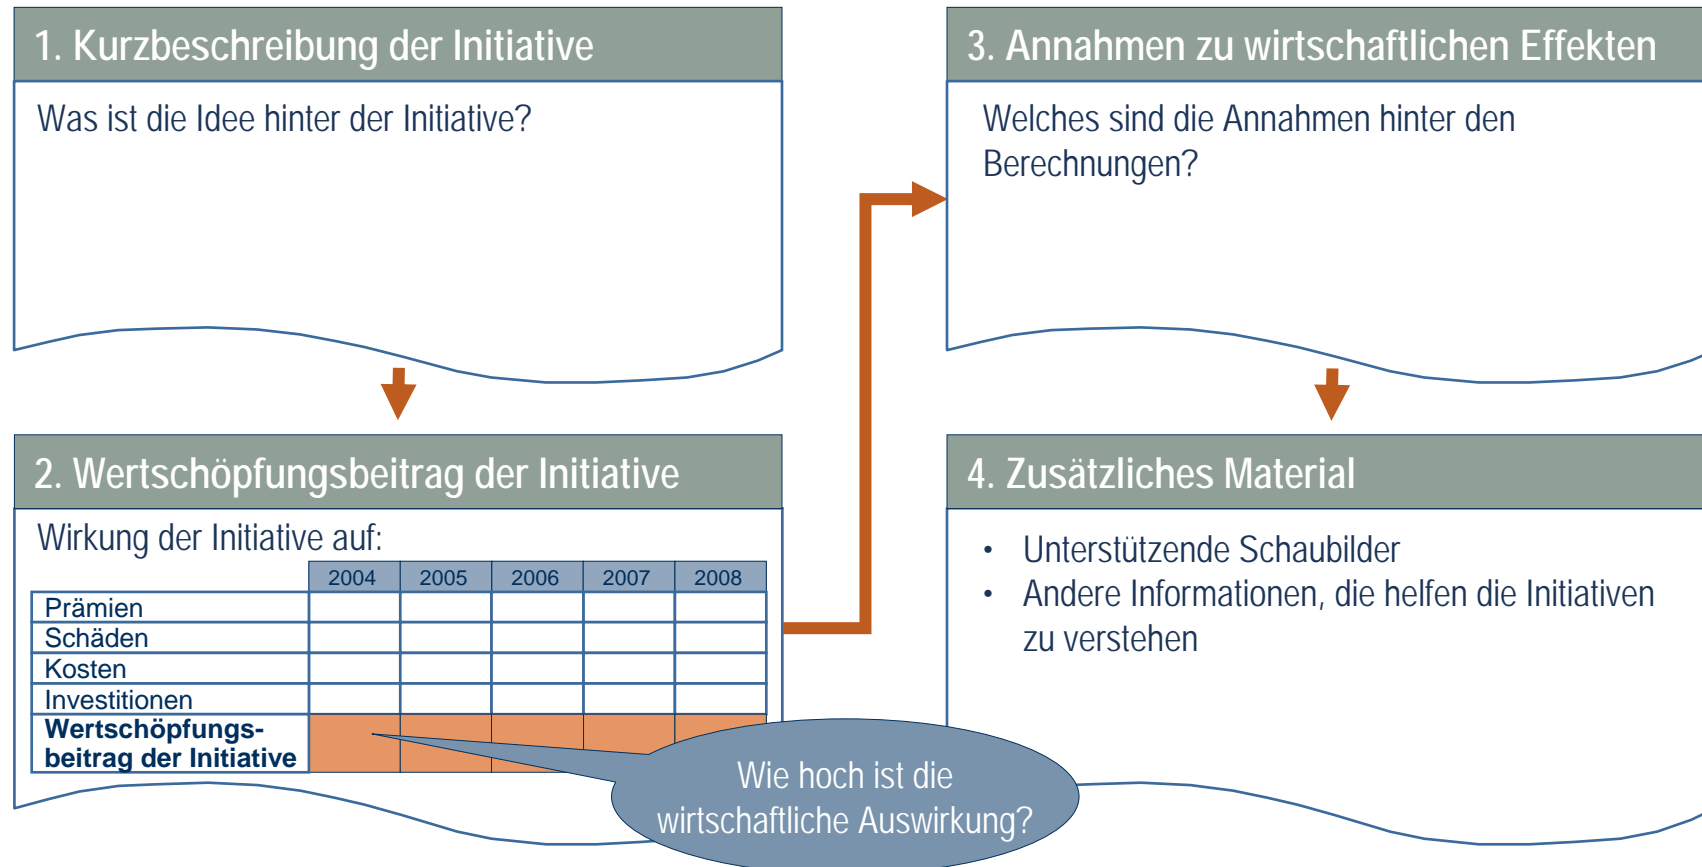 1. Kurzbeschreibung der Initiative
Was ist die Idee hinter der Initiative?
2. Wertschöpfungsbeitrag der Initiative
Wirkung der Initiative auf:
2004 2005 2006 2007 2008
Prämien
Schäden
Kosten
Investitionen
Wertschöpfungs-
beitrag der Initiative
Wie hoch ist die
wirtschaftliche Auswirkung?
3. Annahmen zu wirtschaftlichen Effekten
Welches sind die Annahmen hinter den
Berechnungen?
4. Zusätzliches Material
• Unterstützende Schaubilder
• Andere Informationen, die helfen die Initiativen
zu verstehen